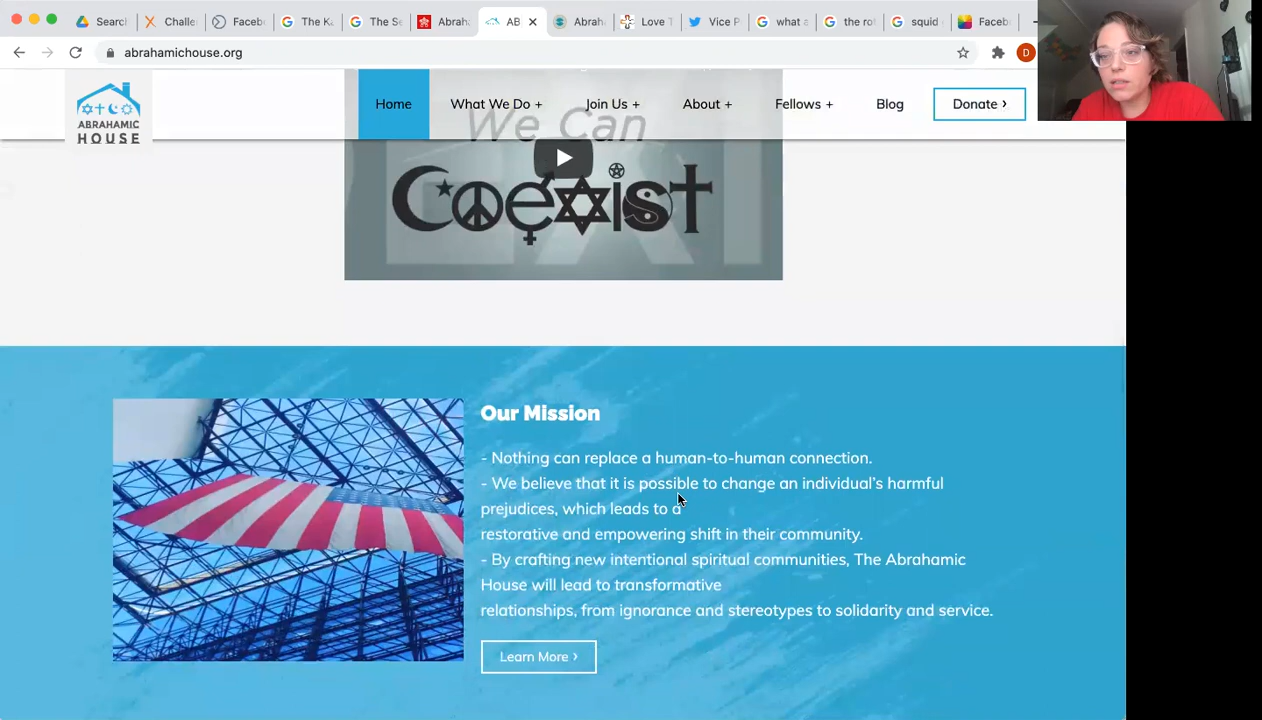 Search
Challe
Faceb
The Ka
The Se
Abrah
AB
Abrah
Love T
Vice P
what a
the ro
squid
Faceb
abrahamichouse.org
D
ABRAHAMIC
HOUSE
Home
What We Do +
Join Us +
About +
Fellows +
Blog
Donate ›
We Can
Coexist
Our Mission
- Nothing can replace a human-to-human connection.
- We believe that it is possible to change an individual's harmful
prejudices, which leads to a
restorative and empowering shift in their community.
- By crafting new intentional spiritual communities, The Abrahamic
House will lead to transformative
relationships, from ignorance and stereotypes to solidarity and service.
Learn More ›